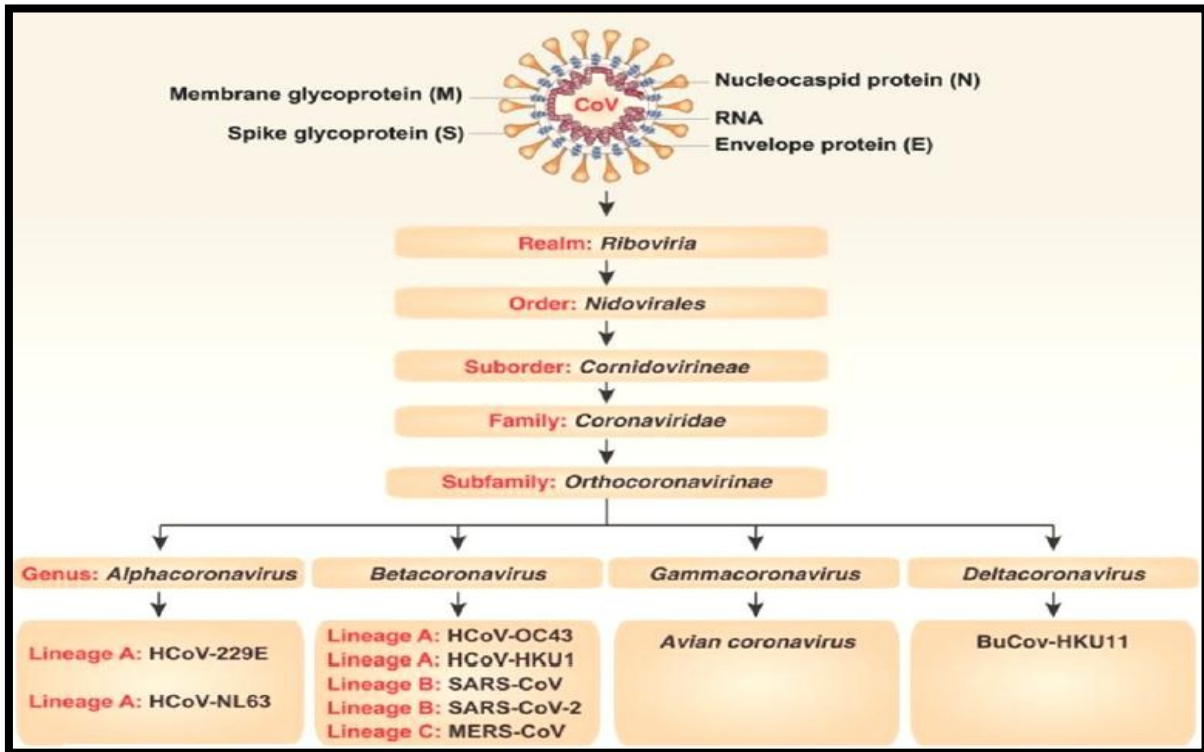 Membrane glycoprotein (M)
Spike glycoprotein (S)
CoV
Nucleocaspid protein (N)
RNA
Envelope protein (E)
Realm: Riboviria
Order: Nidovirales
Suborder: Cornidovirineae
Family: Coronaviridae
Subfamily: Orthocoronavirinae
Genus: Alphacoronavirus
Betacoronavirus
Gammacoronavirus
Deltacoronavirus
Lineage A: HCoV-229E
Lineage A: HCoV-NL63
Lineage A: HCoV-OC43
Lineage A: HCoV-HKU1
Lineage B: SARS-CoV
Lineage B: SARS-CoV-2
Lineage C: MERS-CoV
Avian coronavirus
BuCov-HKU11